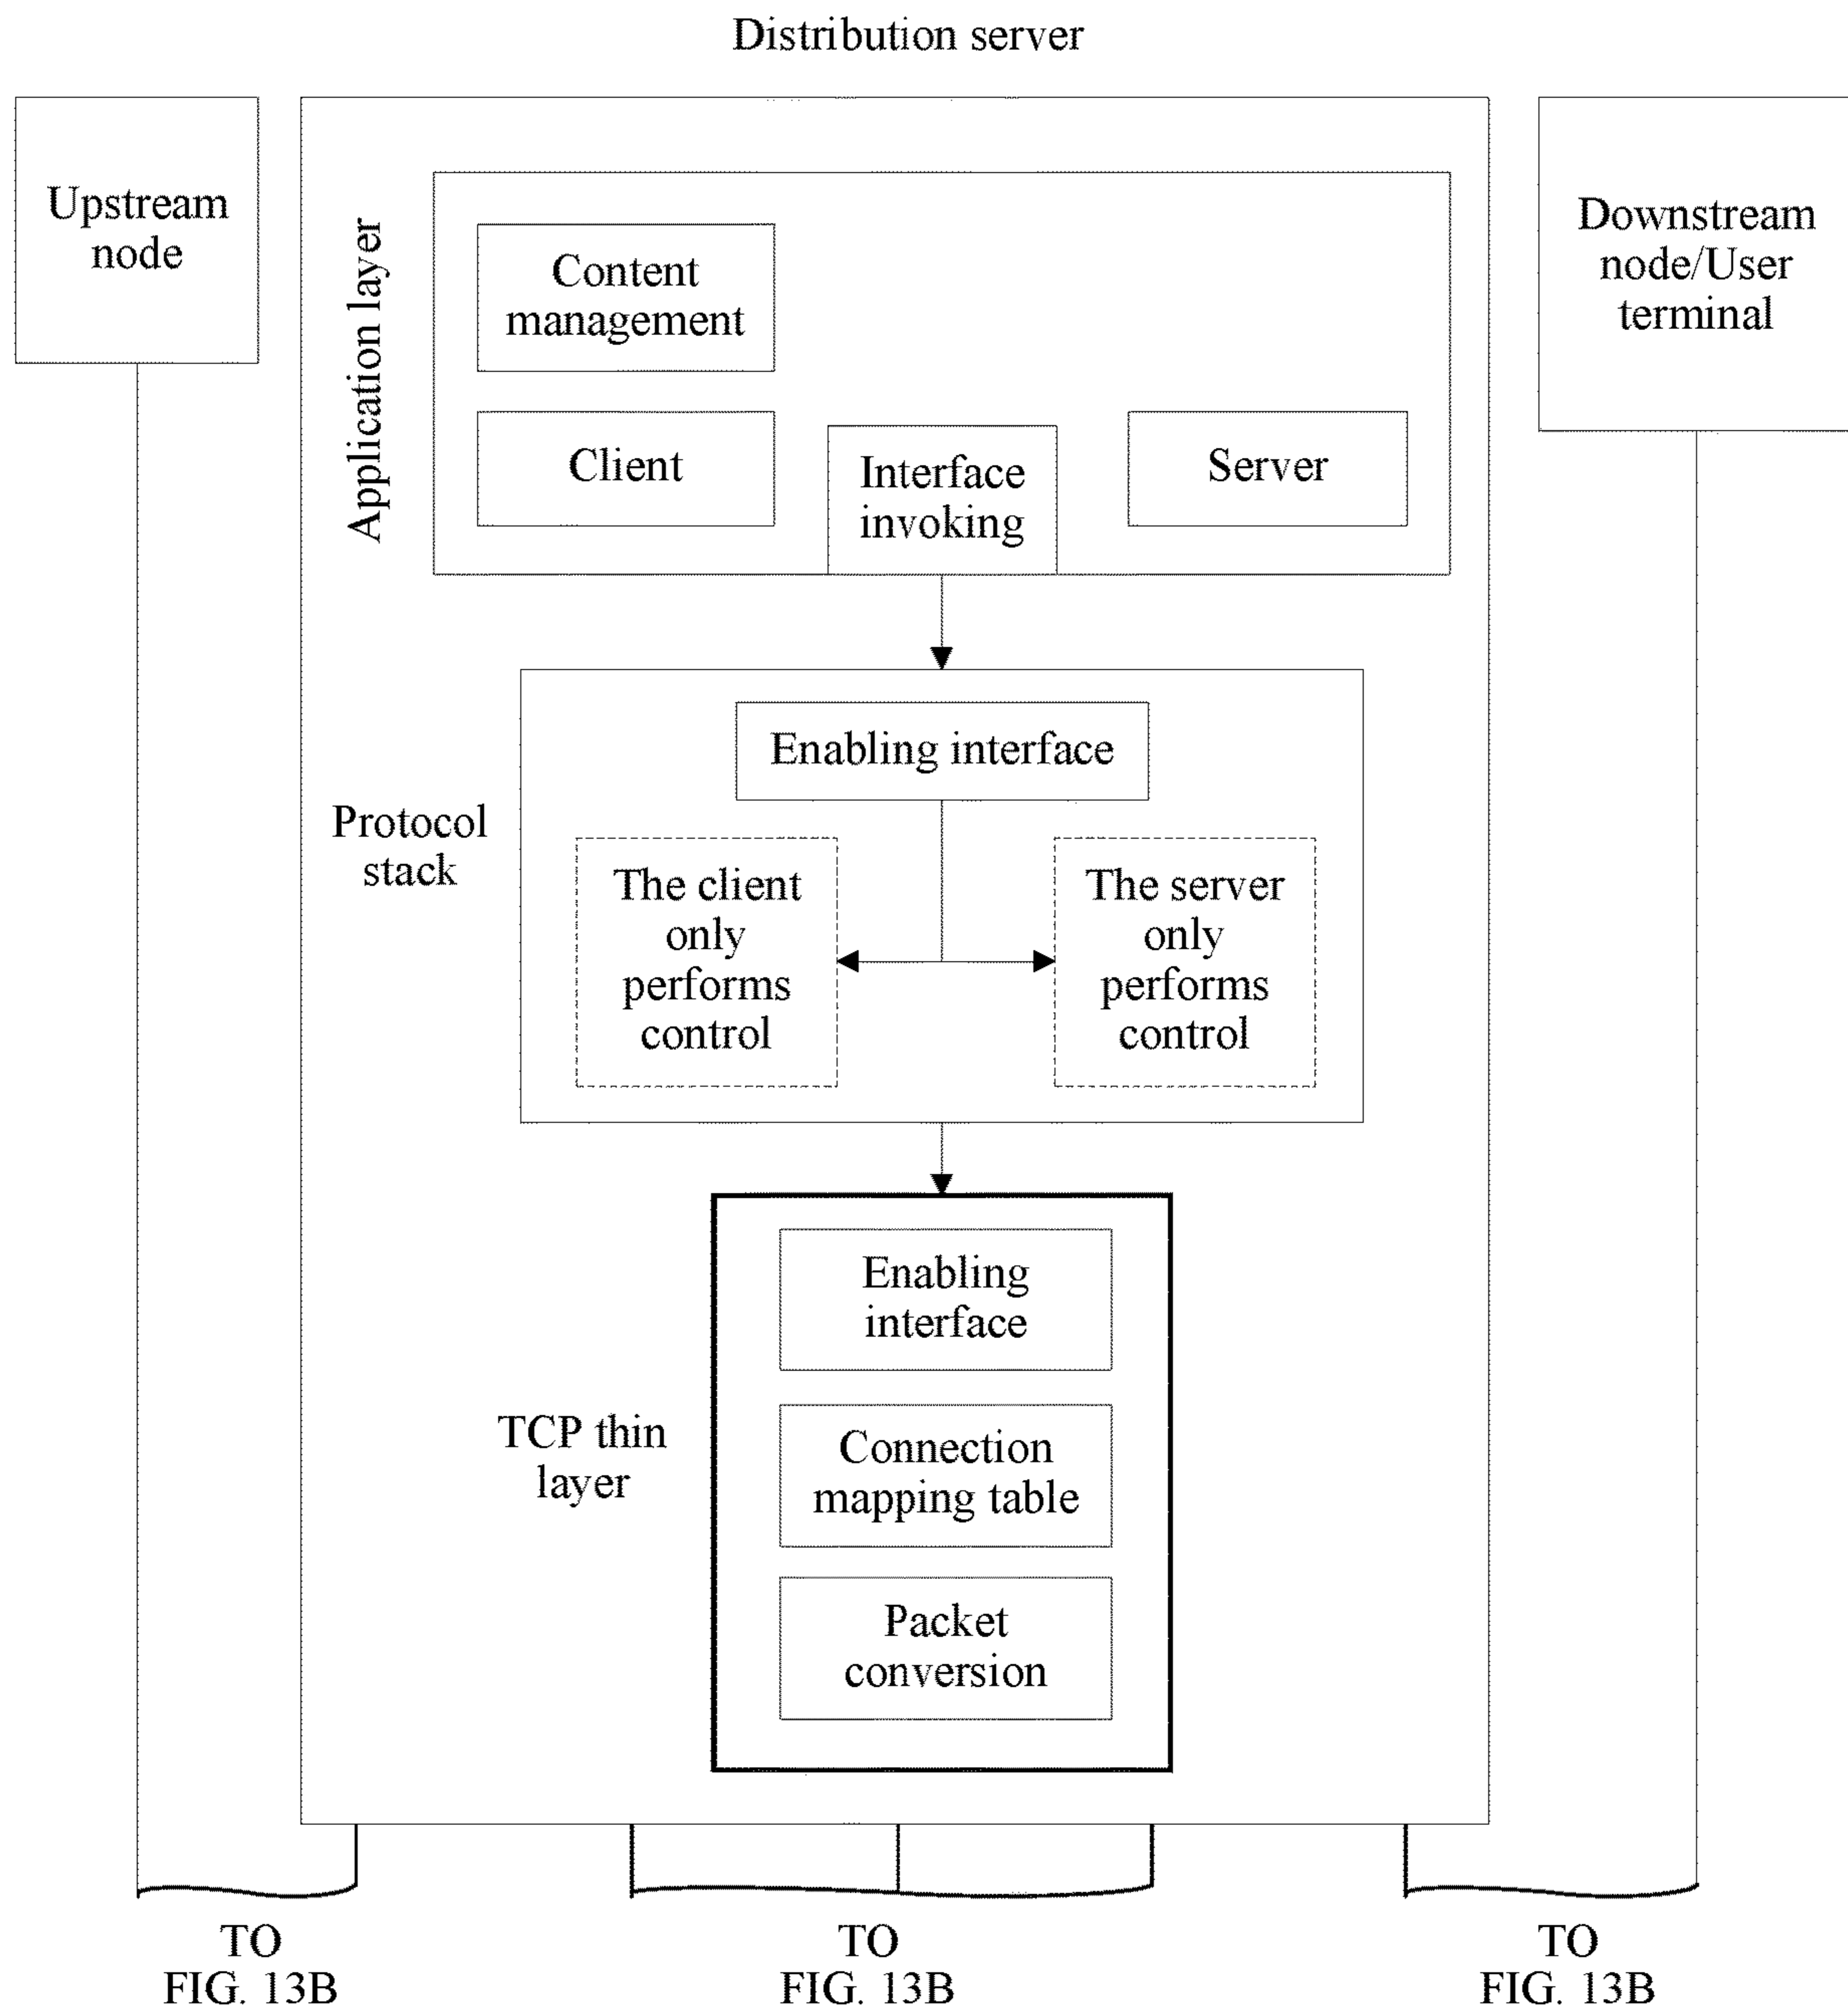 Distribution server
Upstream
node
Application layer
Content
management
Client
Interface
invoking
Server
Downstream
node/User
terminal
Protocol
stack
Enabling interface
The client
only
performs
control
The server
only
performs
control
TCP thin
layer
Enabling
interface
Connection
mapping table
Packet
conversion
TO
FIG. 13B
TO
FIG. 13B
TO
FIG. 13B